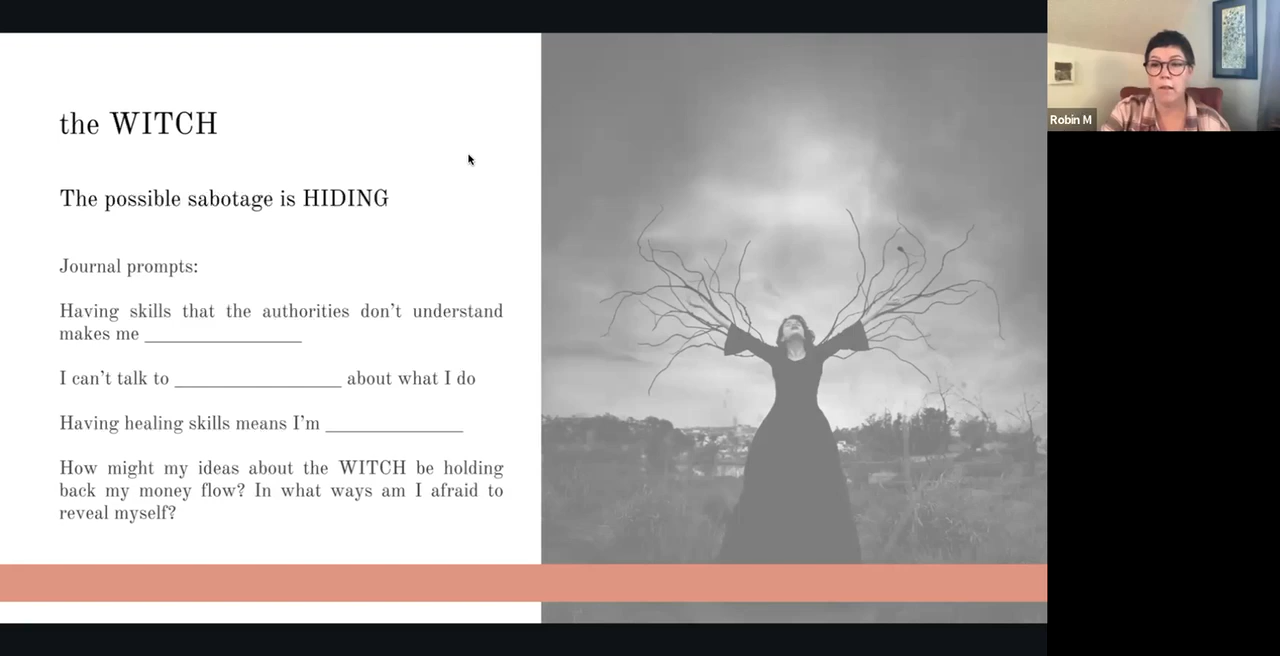 the WITCH
The possible sabotage is HIDING
Journal prompts:
Having skills that the authorities don't understand
makes me ________________
I can't talk to _________________ about what I do
Having healing skills means I'm ______________
How might my ideas about the WITCH be holding
back my money flow? In what ways am I afraid to
reveal myself?
Robin M